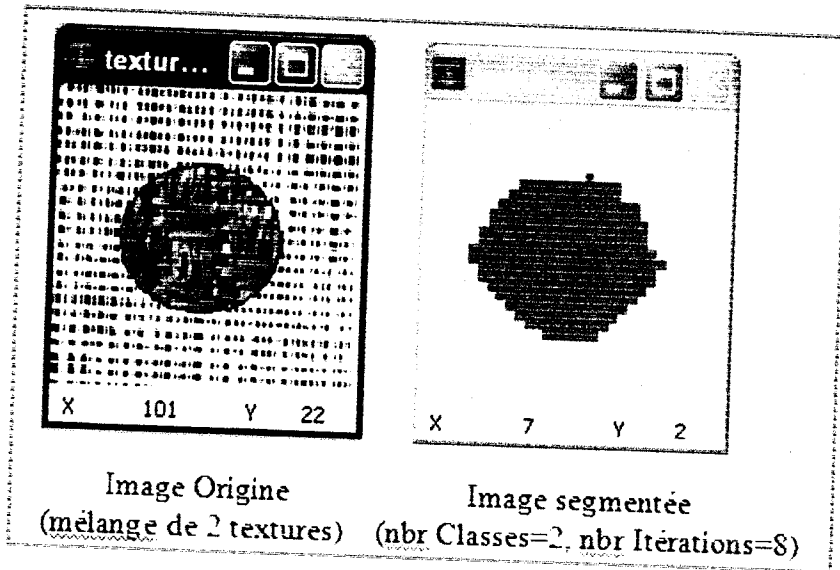 textur...
X 101 Y 22
X 7 Y 2
Image Origine
(mélange de 2 textures)
Image segmentée
(nbr Classes=2, nbr Itérations=8)